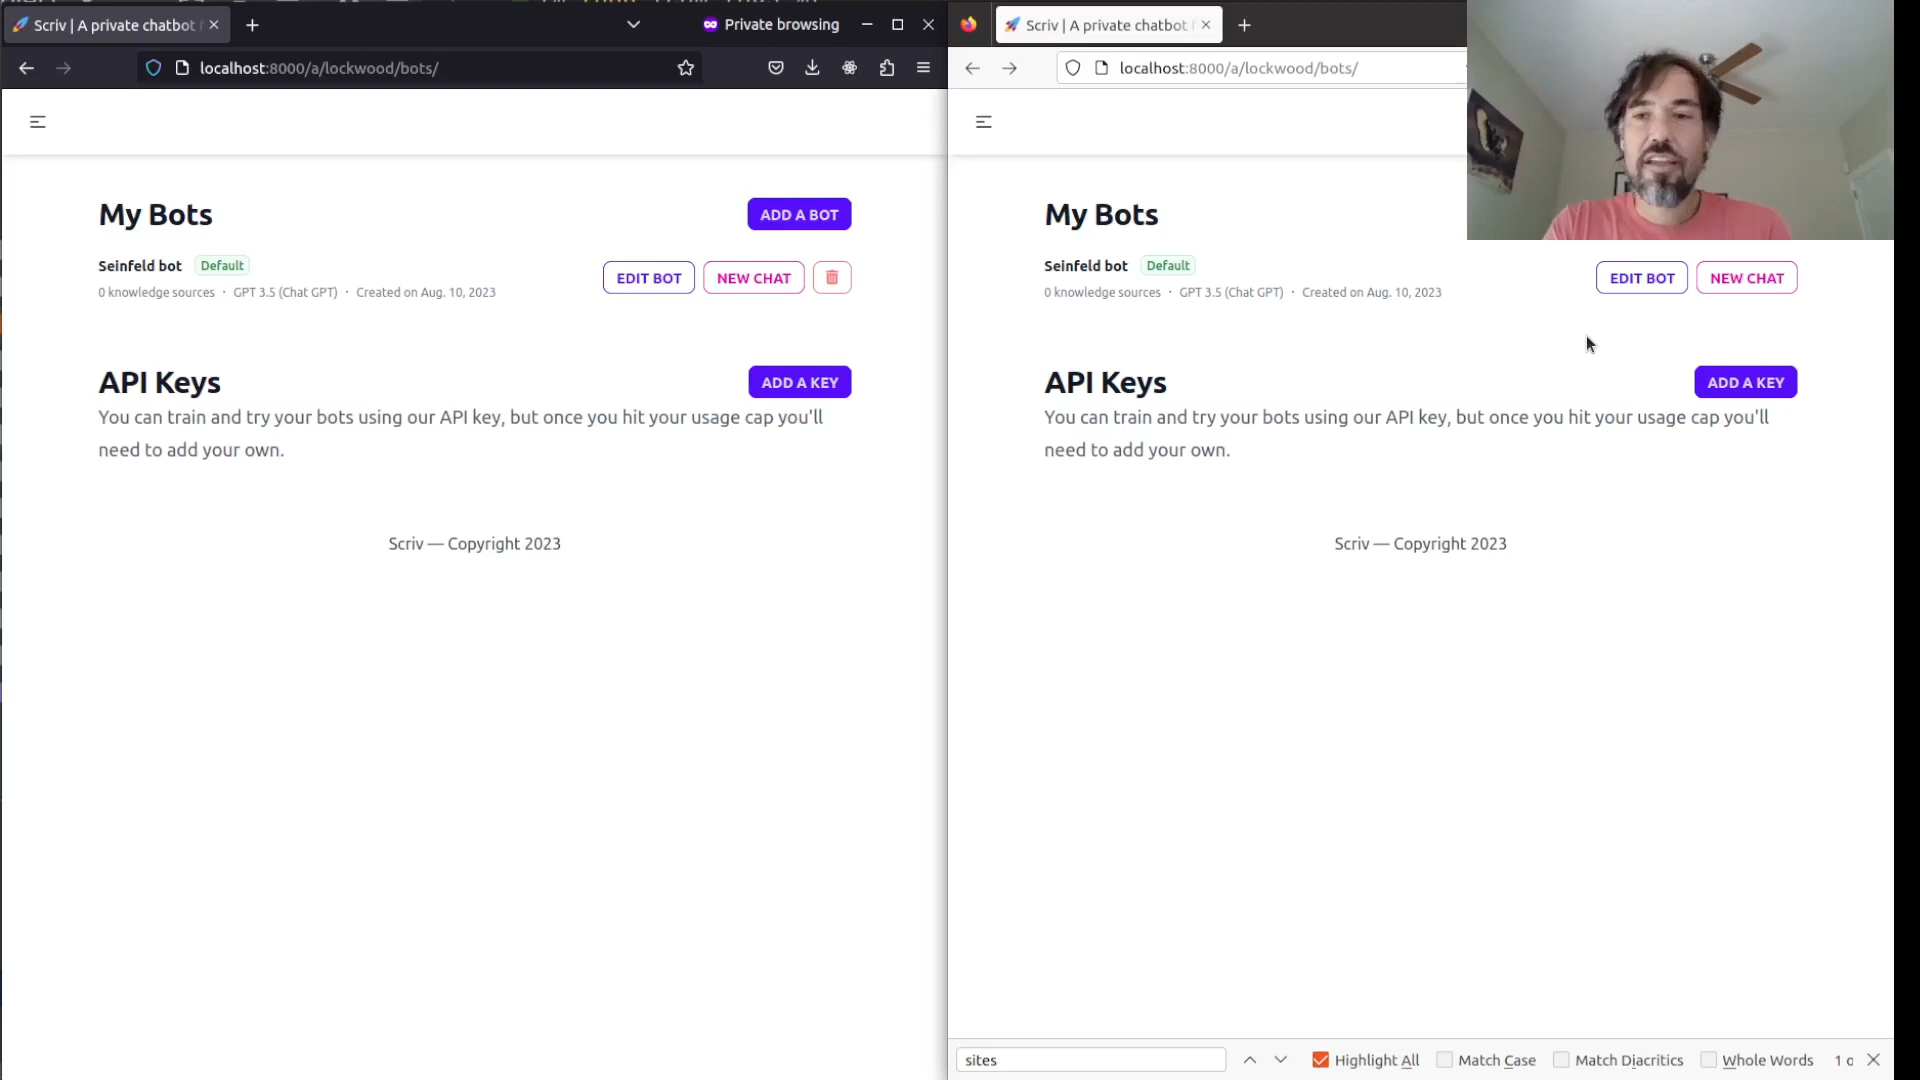 Scriv | A private chatbot f
Private browsing
localhost:8000/a/lockwood/bots/
My Bots
ADD A BOT
Seinfeld bot Default
EDIT BOT NEW CHAT
0 knowledge sources · GPT 3.5 (Chat GPT) · Created on Aug. 10, 2023
API Keys
ADD A KEY
You can train and try your bots using our API key, but once you hit your usage cap you'll
need to add your own.
Scriv — Copyright 2023
Scriv | A private chatbot f
localhost:8000/a/lockwood/bots/
My Bots
Seinfeld bot Default
EDIT BOT NEW CHAT
0 knowledge sources · GPT 3.5 (Chat GPT) · Created on Aug. 10, 2023
API Keys
ADD A KEY
You can train and try your bots using our API key, but once you hit your usage cap you'll
need to add your own.
Scriv — Copyright 2023
sites Highlight All Match Case Match Diacritics Whole Words 1 o